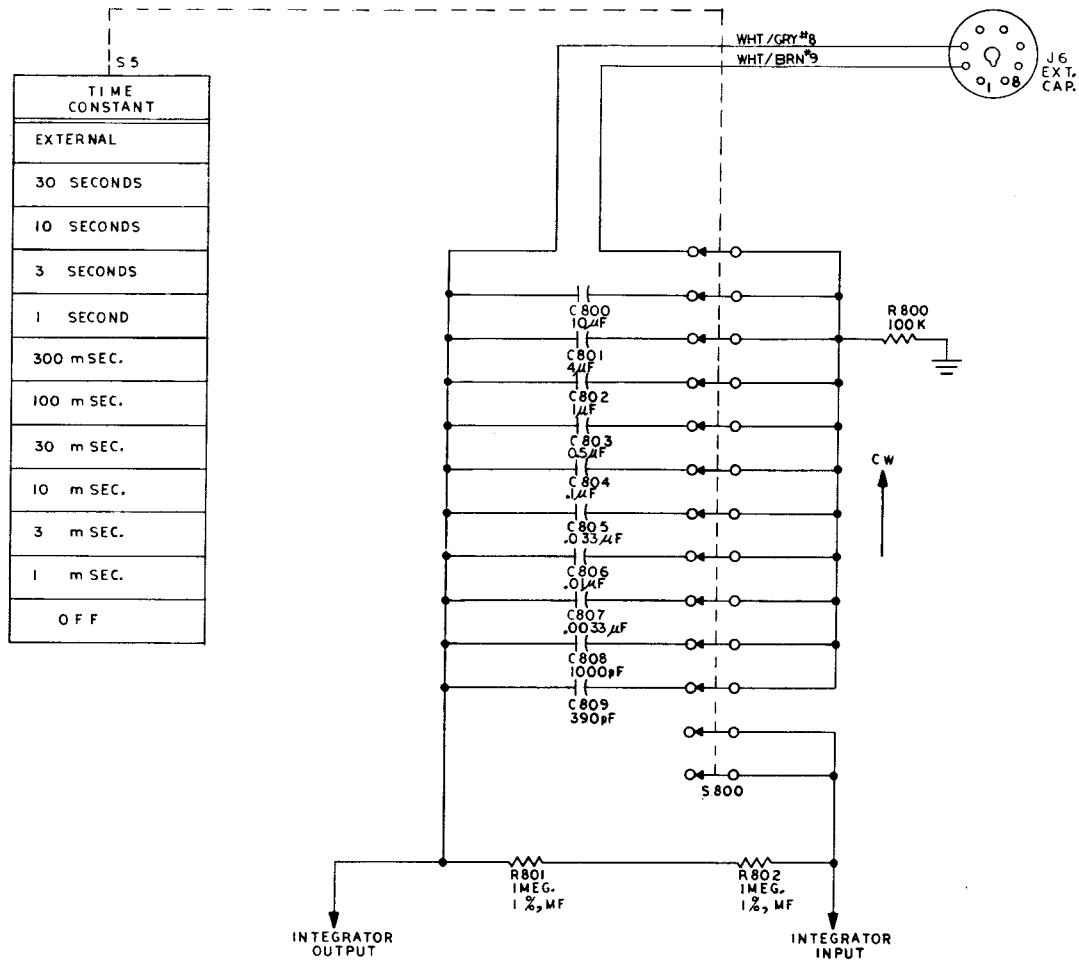 S5
TIME
CONSTANT
EXTERNAL
30 SECONDS
10 SECONDS
3 SECONDS
1 SECOND
300 mSEC.
100 mSEC.
30 mSEC.
10 mSEC.
3 mSEC.
1 mSEC.
OFF
WHT/GRY#8
WHT/BRN#9
1
8
J6
EXT.
CAP.
C800
10µF
C801
4µF
C802
1µF
C803
0.5µF
C804
.1µF
C805
.033µF
C806
.01µF
C807
.0033µF
C808
1000pF
C809
390pF
R800
100K
CW
S800
R801
1MEG.
1%, MF
R802
1MEG.
1%, MF
INTEGRATOR
OUTPUT
INTEGRATOR
INPUT